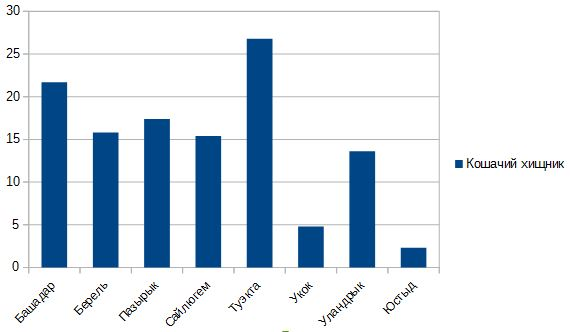 30
25
20
15
10
5
0
Кошачий хищник
Башадар
Берель
Пазырык
Сайлюгем
Туэкта
Укок
Уландрык
Юстыд